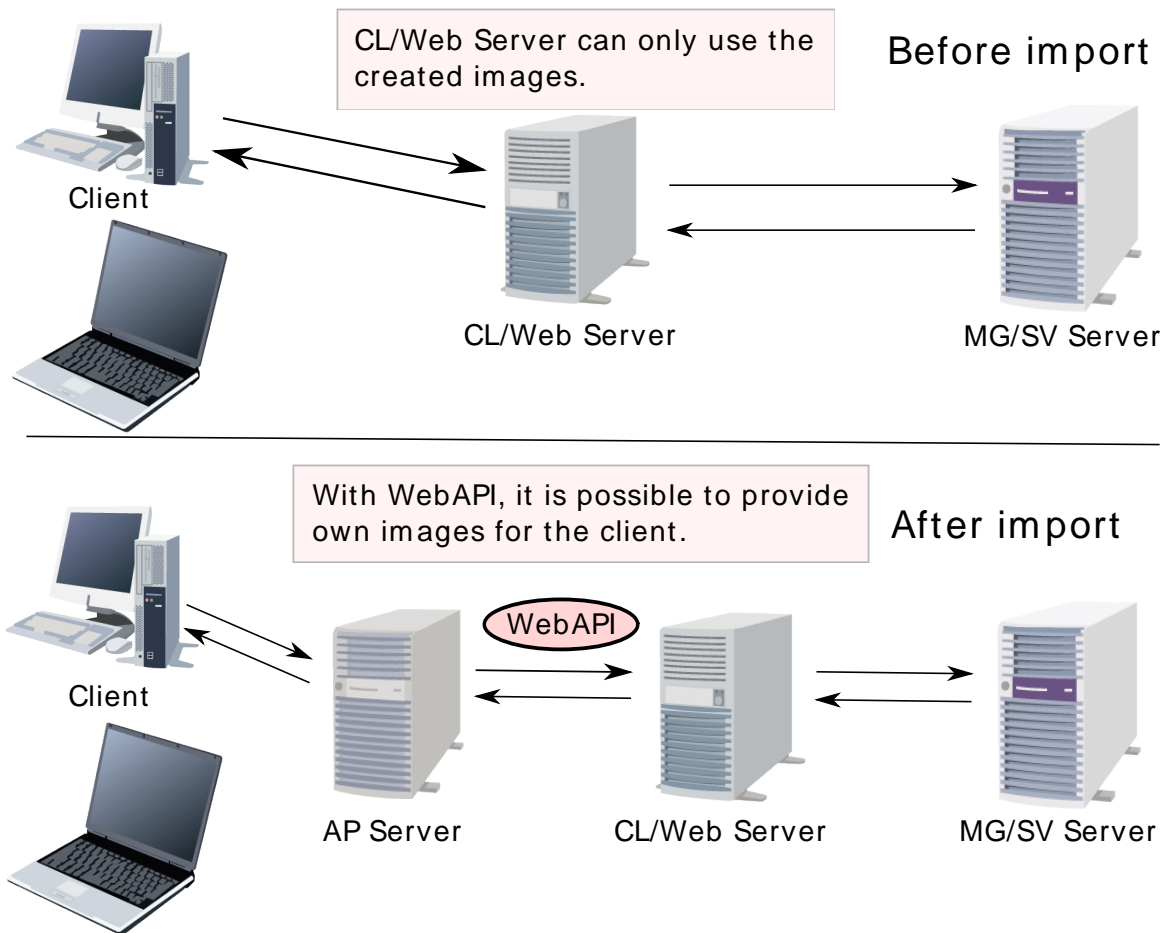 CL/Web Server can only use the
created images.
Before import
Client
CL/Web Server
MG/SV Server
With WebAPI, it is possible to provide
own images for the client.
After import
WebAPI
Client
AP Server
CL/Web Server
MG/SV Server